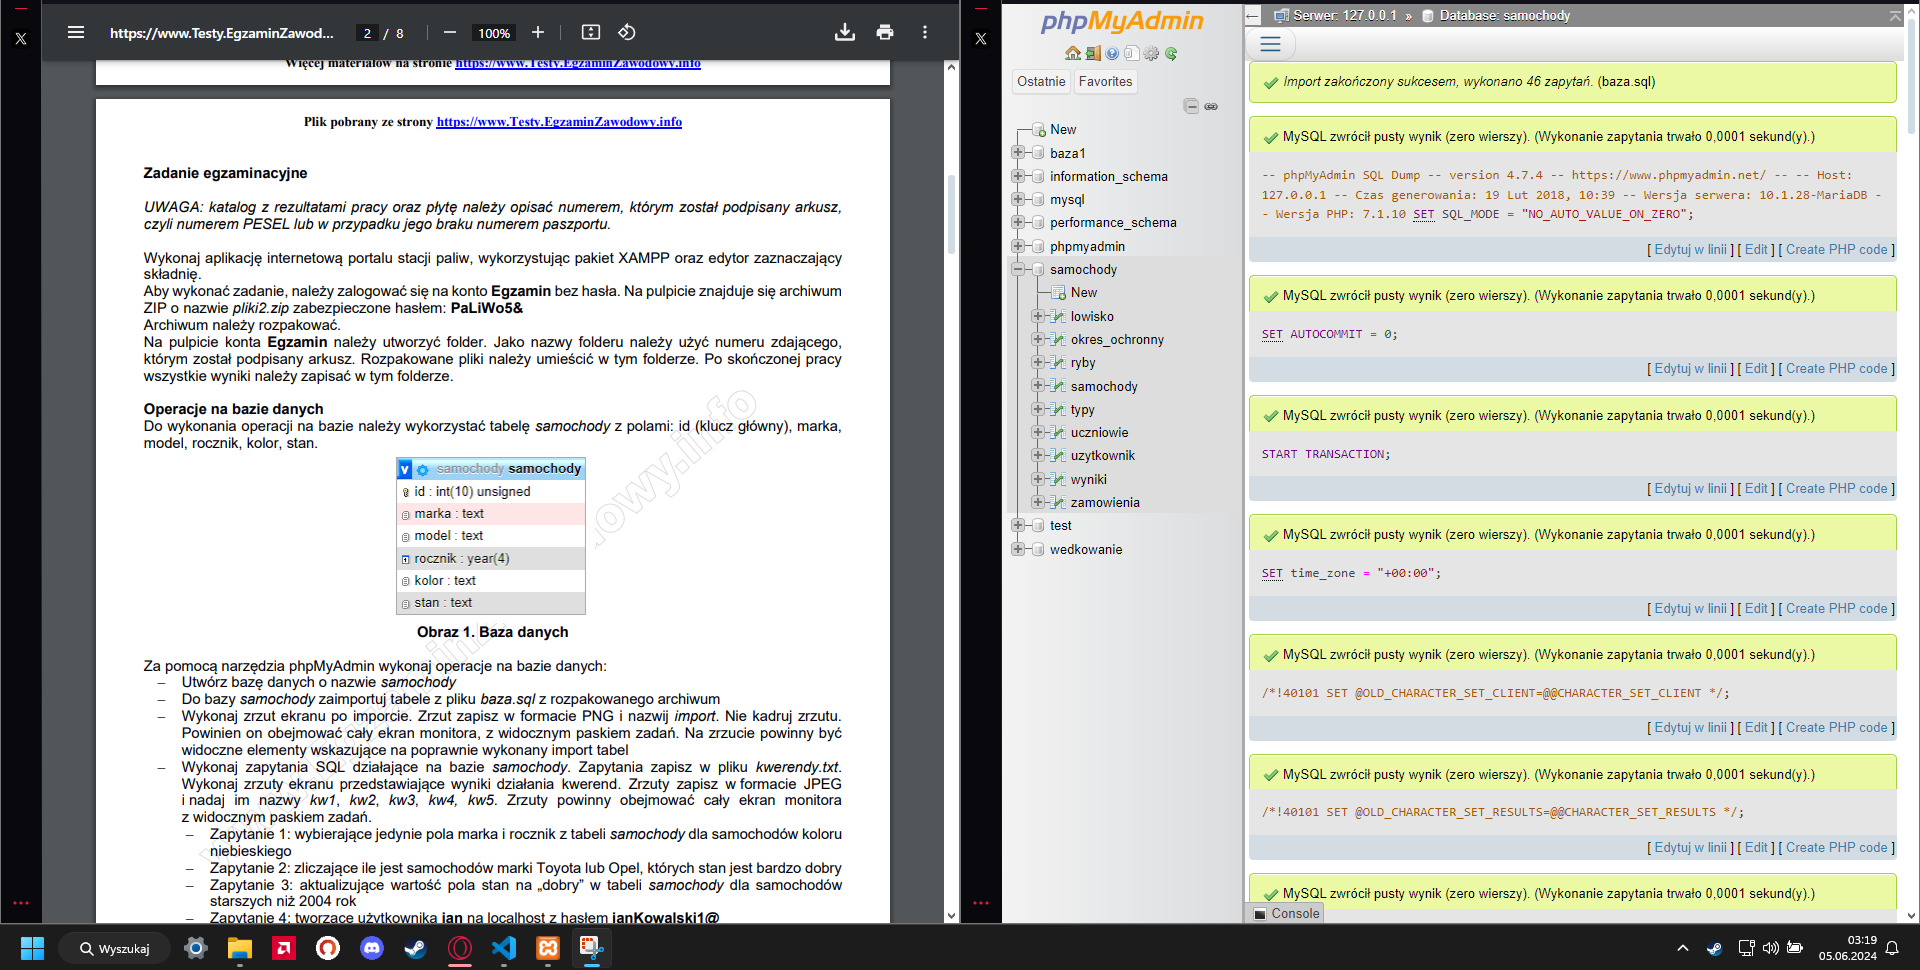 https://www.Testy.EgzaminZawod...
2 / 8
100%
Więcej materiałów na stronie https://www.Testy.EgzaminZawodowy.info
Plik pobrany ze strony https://www.Testy.EgzaminZawodowy.info
Zadanie egzaminacyjne
UWAGA: katalog z rezultatami pracy oraz płytę należy opisać numerem, którym został podpisany arkusz,
czyli numerem PESEL lub w przypadku jego braku numerem paszportu.
Wykonaj aplikację internetową portalu stacji paliw, wykorzystując pakiet XAMPP oraz edytor zaznaczający
składnię.
Aby wykonać zadanie, należy zalogować się na konto Egzamin bez hasła. Na pulpicie znajduje się archiwum
ZIP o nazwie pliki2.zip zabezpieczone hasłem: PaLiWo5&
Archiwum należy rozpakować.
Na pulpicie konta Egzamin należy utworzyć folder. Jako nazwy folderu należy użyć numeru zdającego,
którym został podpisany arkusz. Rozpakowane pliki należy umieścić w tym folderze. Po skończonej pracy
wszystkie wyniki należy zapisać w tym folderze.
Operacje na bazie danych
Do wykonania operacji na bazie należy wykorzystać tabelę samochody z polami: id (klucz główny), marka,
model, rocznik, kolor, stan.
v samochody samochody
id : int(10) unsigned
marka : text
model : text
rocznik : year(4)
kolor : text
stan : text
Obraz 1. Baza danych
Za pomocą narzędzia phpMyAdmin wykonaj operacje na bazie danych:
– Utwórz bazę danych o nazwie samochody
– Do bazy samochody zaimportuj tabele z pliku baza.sql z rozpakowanego archiwum
– Wykonaj zrzut ekranu po imporcie. Zrzut zapisz w formacie PNG i nazwij import. Nie kadruj zrzutu.
Powinien on obejmować cały ekran monitora, z widocznym paskiem zadań. Na zrzucie powinny być
widoczne elementy wskazujące na poprawnie wykonany import tabel
– Wykonaj zapytania SQL działające na bazie samochody. Zapytania zapisz w pliku kwerendy.txt.
Wykonaj zrzuty ekranu przedstawiające wyniki działania kwerend. Zrzuty zapisz w formacie JPEG
i nadaj im nazwy kw1, kw2, kw3, kw4, kw5. Zrzuty powinny obejmować cały ekran monitora
z widocznym paskiem zadań.
– Zapytanie 1: wybierające jedynie pola marka i rocznik z tabeli samochody dla samochodów koloru
niebieskiego
– Zapytanie 2: zliczające ile jest samochodów marki Toyota lub Opel, których stan jest bardzo dobry
– Zapytanie 3: aktualizujące wartość pola stan na „dobry” w tabeli samochody dla samochodów
starszych niż 2004 rok
– Zapytanie 4: tworzące użytkownika jan na localhost z hasłem janKowalski1@
phpMyAdmin
Ostatnie Favorites
New
baza1
information_schema
mysql
performance_schema
phpmyadmin
samochody
New
lowisko
okres_ochronny
ryby
samochody
typy
uczniowie
uzytkownik
wyniki
zamowienia
test
wedkowanie
Serwer: 127.0.0.1 » Database: samochody
Import zakończony sukcesem, wykonano 46 zapytań. (baza.sql)
MySQL zwrócił pusty wynik (zero wierszy). (Wykonanie zapytania trwało 0,0001 sekund(y).)
-- phpMyAdmin SQL Dump -- version 4.7.4 -- https://www.phpmyadmin.net/ -- -- Host:
127.0.0.1 -- Czas generowania: 19 Lut 2018, 10:39 -- Wersja serwera: 10.1.28-MariaDB -
- Wersja PHP: 7.1.10 SET SQL_MODE = "NO_AUTO_VALUE_ON_ZERO";
[ Edytuj w linii ] [ Edit ] [ Create PHP code ]
MySQL zwrócił pusty wynik (zero wierszy). (Wykonanie zapytania trwało 0,0001 sekund(y).)
SET AUTOCOMMIT = 0;
[ Edytuj w linii ] [ Edit ] [ Create PHP code ]
MySQL zwrócił pusty wynik (zero wierszy). (Wykonanie zapytania trwało 0,0001 sekund(y).)
START TRANSACTION;
[ Edytuj w linii ] [ Edit ] [ Create PHP code ]
MySQL zwrócił pusty wynik (zero wierszy). (Wykonanie zapytania trwało 0,0001 sekund(y).)
SET time_zone = "+00:00";
[ Edytuj w linii ] [ Edit ] [ Create PHP code ]
MySQL zwrócił pusty wynik (zero wierszy). (Wykonanie zapytania trwało 0,0001 sekund(y).)
/*!40101 SET @OLD_CHARACTER_SET_CLIENT=@@CHARACTER_SET_CLIENT */;
[ Edytuj w linii ] [ Edit ] [ Create PHP code ]
MySQL zwrócił pusty wynik (zero wierszy). (Wykonanie zapytania trwało 0,0001 sekund(y).)
/*!40101 SET @OLD_CHARACTER_SET_RESULTS=@@CHARACTER_SET_RESULTS */;
[ Edytuj w linii ] [ Edit ] [ Create PHP code ]
MySQL zwrócił pusty wynik (zero wierszy). (Wykonanie zapytania trwało 0,0001 sekund(y).)
Console
Wyszukaj
03:19
05.06.2024